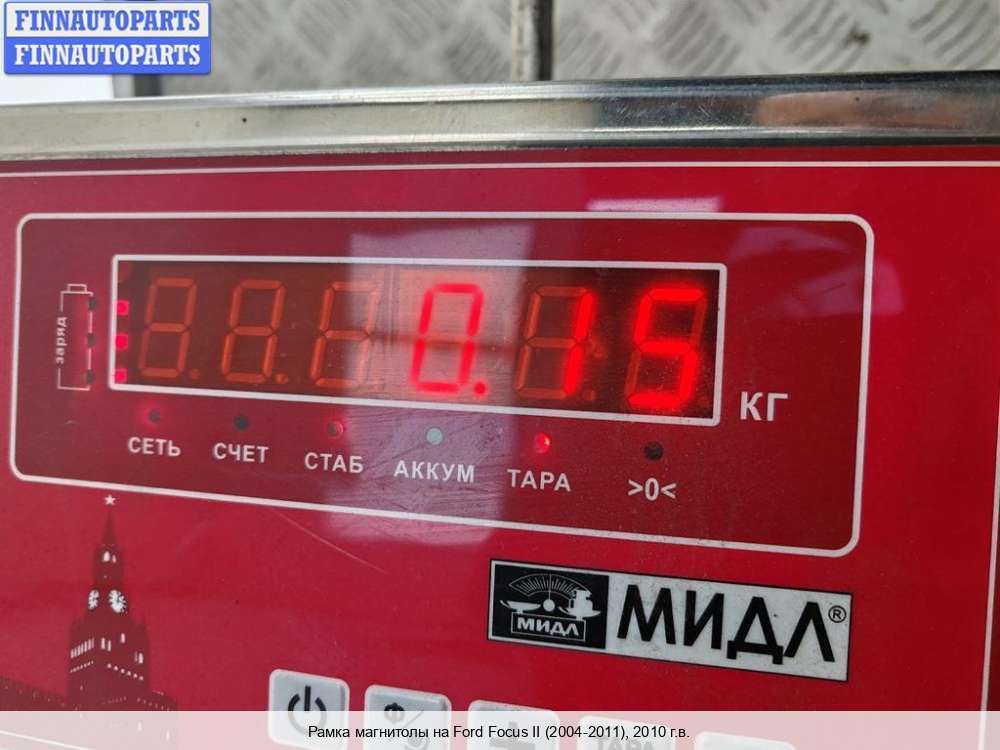 FINNAUTOPARTS
FINNAUTOPARTS
заряд
0.15
КГ
СЕТЬ СЧЕТ СТАБ АККУМ ТАРА >0<
МИДЛ МИДЛ®
ТАРА
Рамка магнитолы на Ford Focus II (2004-2011), 2010 г.в.